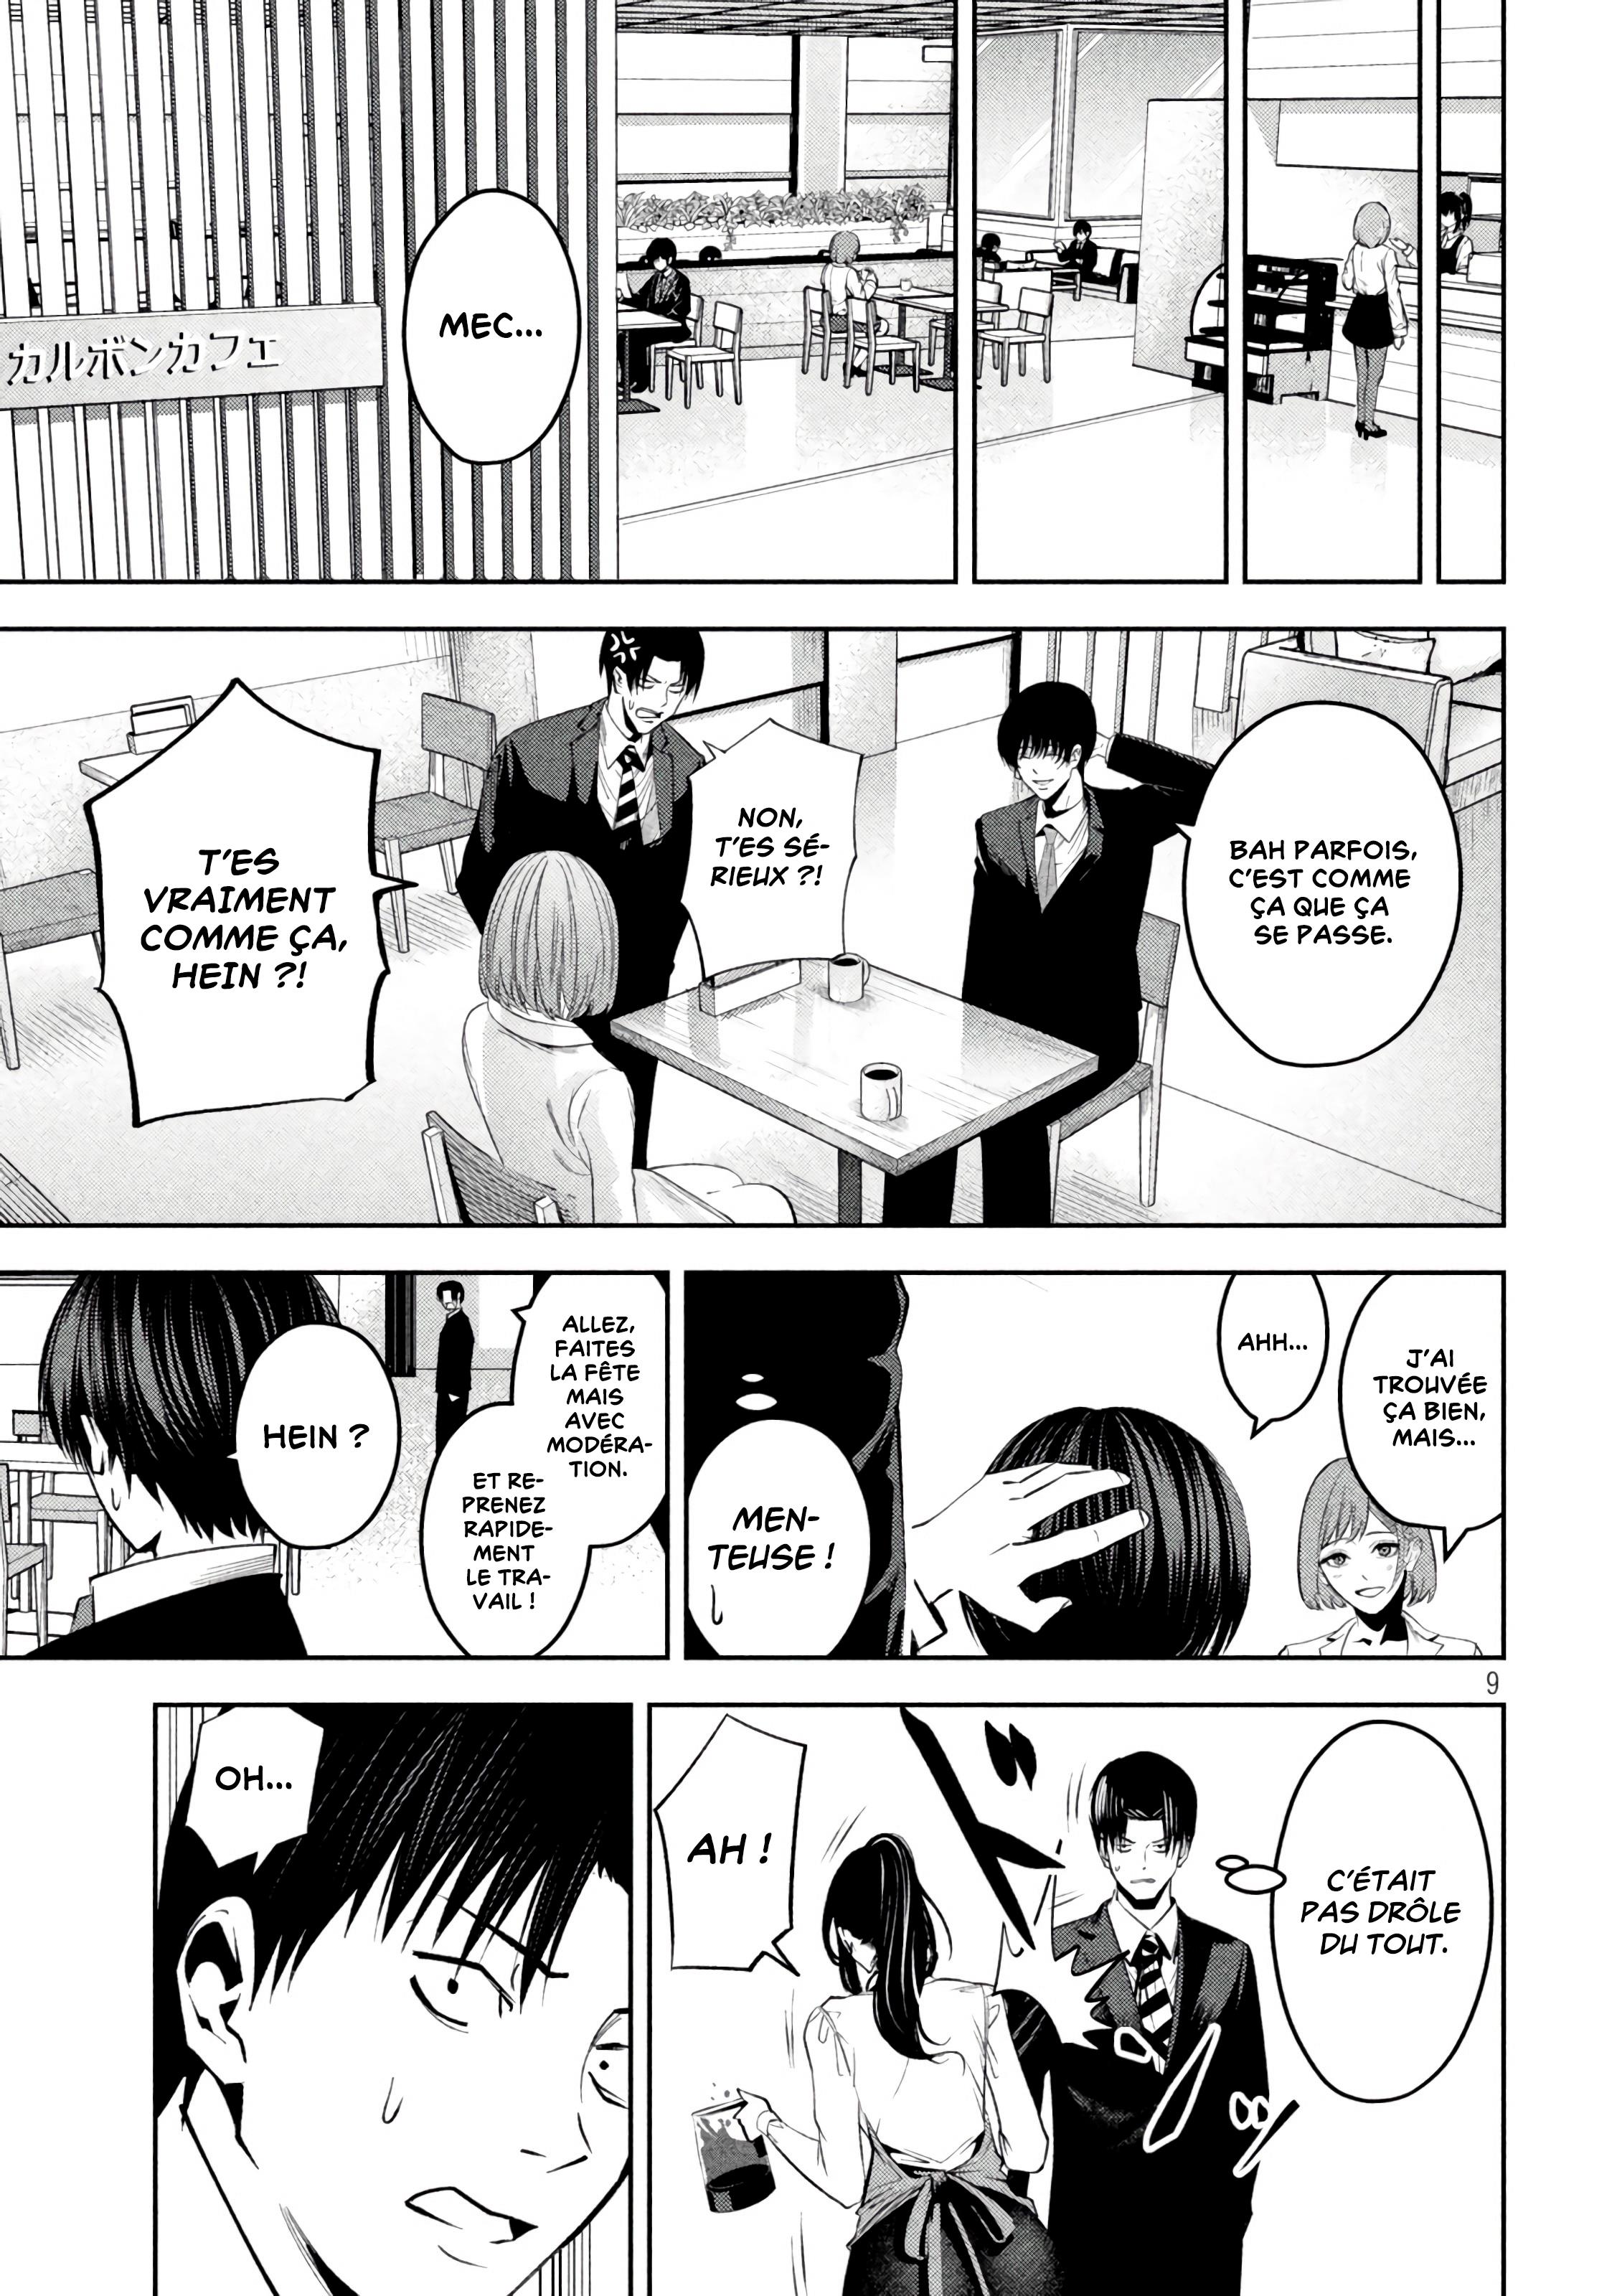 カルボンカフェ
MEC...
BAH PARFOIS,
C'EST COMME
ÇA QUE ÇA
SE PASSE.
NON,
T'ES SÉ-
RIEUX ?!
T'ES
VRAIMENT
COMME ÇA,
HEIN ?!
J'AI
TROUVÉE
ÇA BIEN,
MAIS...
AHH...
MEN-
TEUSE !
ALLEZ,
FAITES
LA FÊTE
MAIS
AVEC
MODÉRA-
TION.
ET RE-
PRENEZ
RAPIDE-
MENT
LE TRA-
VAIL !
HEIN ?
9
C'ÉTAIT
PAS DRÔLE
DU TOUT.
AH !
OH...